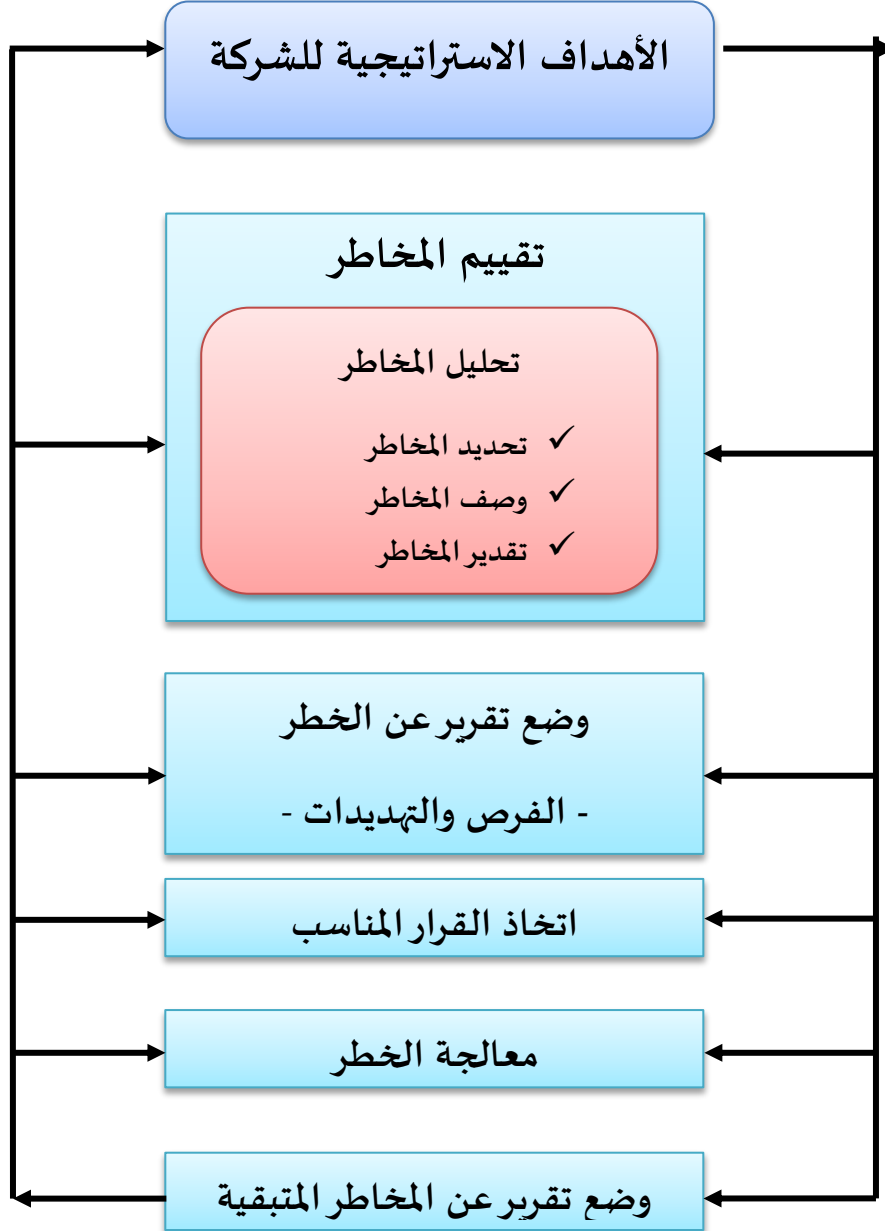 الأهداف الاستراتيجية للشركة
تقييم المخاطر
تحليل المخاطر
✓ تحديد المخاطر
✓ وصف المخاطر
✓ تقدير المخاطر
وضع تقرير عن الخطر
- الفرص والتهديدات -
اتخاذ القرار المناسب
معالجة الخطر
وضع تقرير عن المخاطر المتبقية